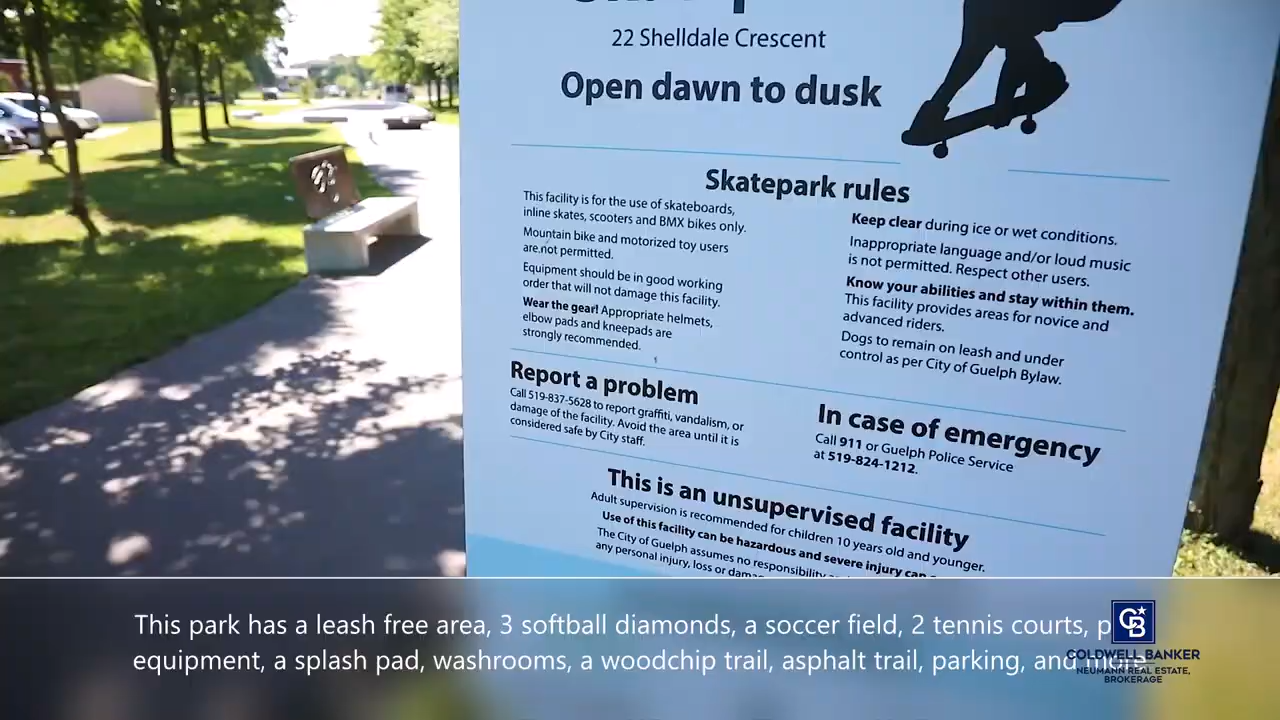 22 Shelldale Crescent
Open dawn to dusk
Skatepark rules
This facility is for the use of skateboards,
inline skates, scooters and BMX bikes only.
Mountain bike and motorized toy users
are not permitted.
Equipment should be in good working
order that will not damage this facility.
Wear the gear! Appropriate helmets,
elbow pads and kneepads are
strongly recommended.
Keep clear during ice or wet conditions.
Inappropriate language and/or loud music
is not permitted. Respect other users.
Know your abilities and stay within them.
This facility provides areas for novice and
advanced riders.
Dogs to remain on leash and under
control as per City of Guelph Bylaw.
Report a problem
Call 519-837-5628 to report graffiti, vandalism, or
damage of the facility. Avoid the area until it is
considered safe by City staff.
In case of emergency
Call 911 or Guelph Police Service
at 519-824-1212.
This is an unsupervised facility
Adult supervision is recommended for children 10 years old and younger.
Use of this facility can be hazardous and severe injury can
The City of Guelph assumes no responsibility
any personal injury, loss or
This park has a leash free area, 3 softball diamonds, a soccer field, 2 tennis courts,
equipment, a splash pad, washrooms, a woodchip trail, asphalt trail, parking, and more
CB
COLDWELL BANKER
NEUMANN REAL ESTATE,
BROKERAGE